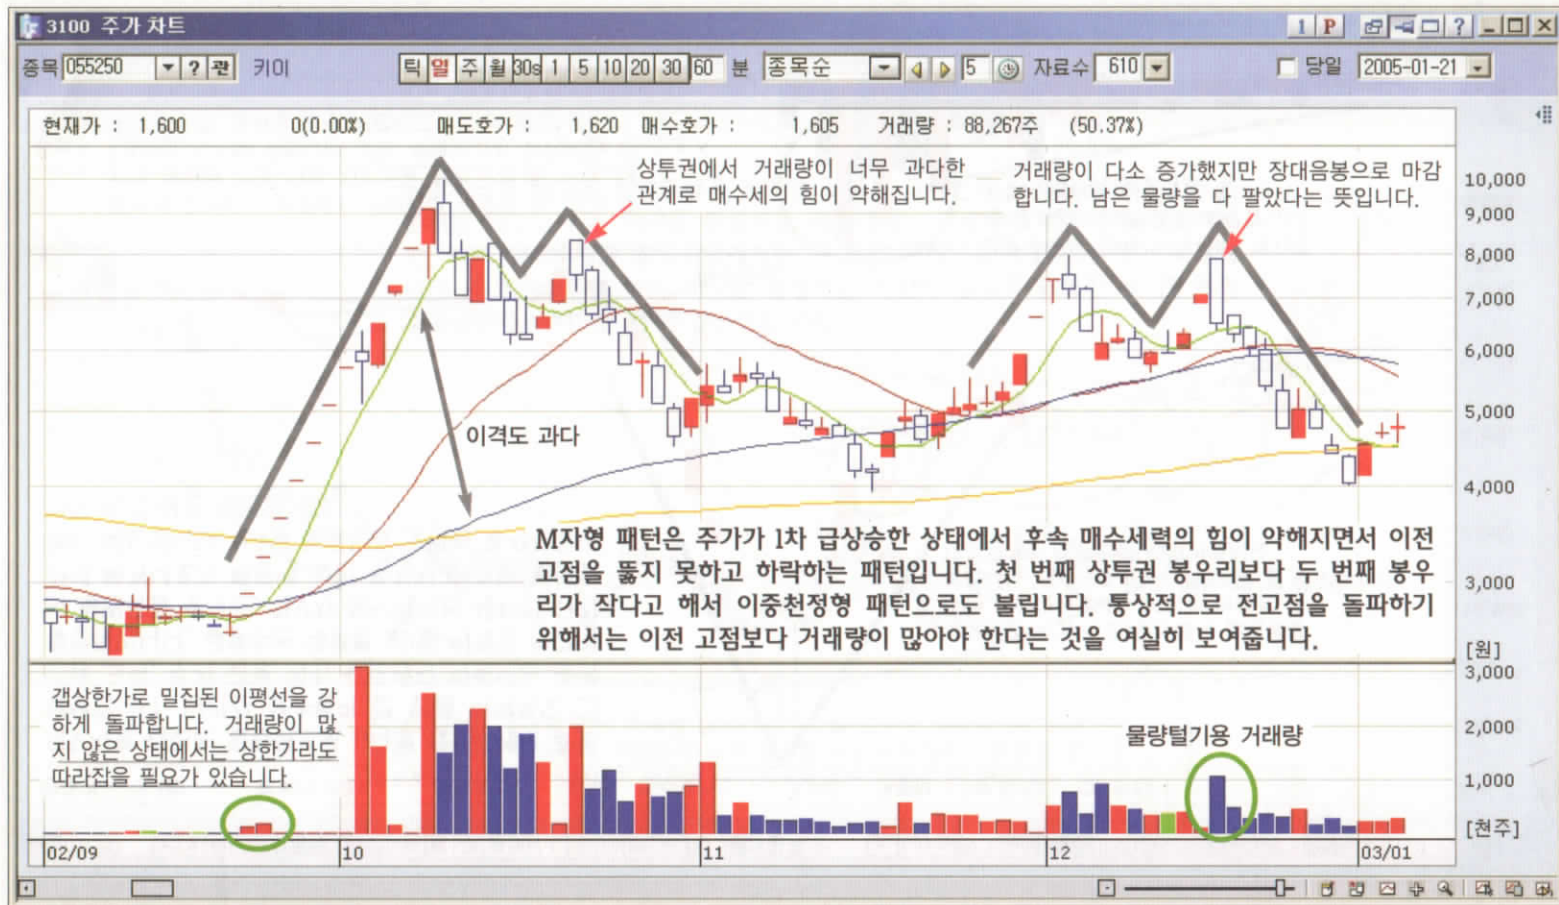 3100 주가 차트
1 P ?
종목 055250 ? 관 키이 틱 일 주 월 30s 1 5 10 20 30 60 분 종목순 5 자료수 610 당일 2005-01-21
현재가 : 1,600 0(0.00%) 매도호가 : 1,620 매수호가 : 1,605 거래량 : 88,267주 (50.37%)
상투권에서 거래량이 너무 과다한
관계로 매수세의 힘이 약해집니다.
거래량이 다소 증가했지만 장대음봉으로 마감
합니다. 남은 물량을 다 팔았다는 뜻입니다.
10,000
9,000
8,000
7,000
6,000
5,000
4,000
3,000
[원]
이격도 과다
M자형 패턴은 주가가 1차 급상승한 상태에서 후속 매수세력의 힘이 약해지면서 이전
고점을 뚫지 못하고 하락하는 패턴입니다. 첫 번째 상투권 봉우리보다 두 번째 봉우
리가 작다고 해서 이중천정형 패턴으로도 불립니다. 통상적으로 전고점을 돌파하기
위해서는 이전 고점보다 거래량이 많아야 한다는 것을 여실히 보여줍니다.
갭상한가로 밀집된 이평선을 강
하게 돌파합니다. 거래량이 많
지 않은 상태에서는 상한가라도
따라잡을 필요가 있습니다.
물량털기용 거래량
3,000
2,000
1,000
[천주]
02/09 10 11 12 03/01